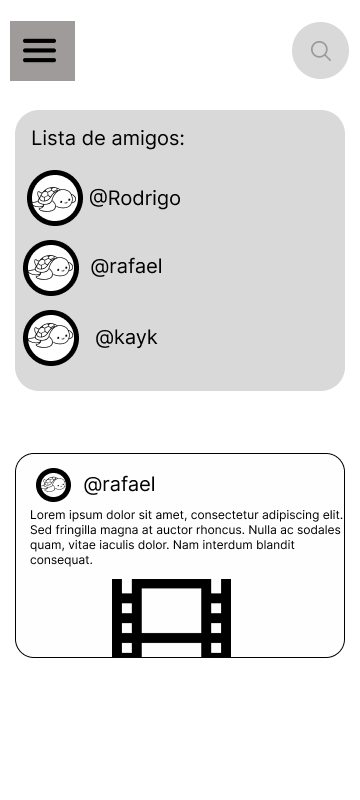 Lista de amigos:
@Rodrigo
@rafael
@kayk
@rafael
Lorem ipsum dolor sit amet, consectetur adipiscing elit.
Sed fringilla magna at auctor rhoncus. Nulla ac sodales
quam, vitae iaculis dolor. Nam interdum blandit
consequat.